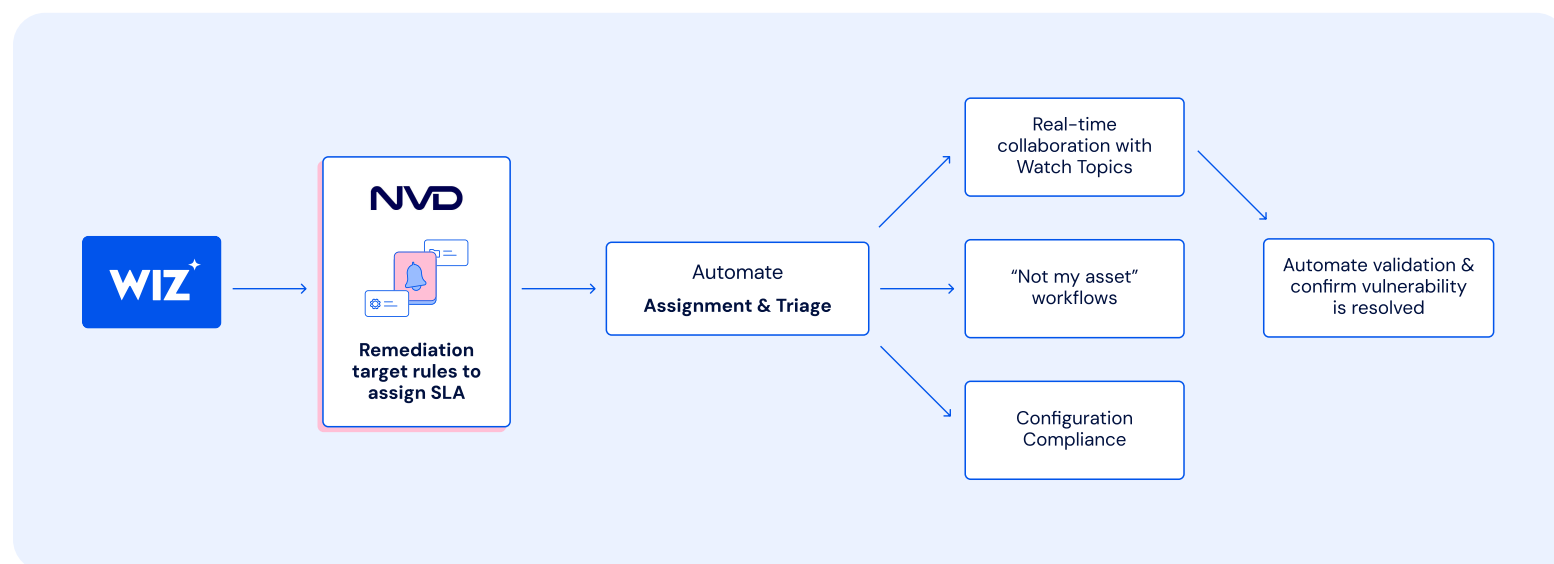 WIZ
NVD
Remediation
target rules to
assign SLA
Automate
Assignment & Triage
Real-time
collaboration with
Watch Topics
“Not my asset”
workflows
Configuration
Compliance
Automate validation &
confirm vulnerability
is resolved